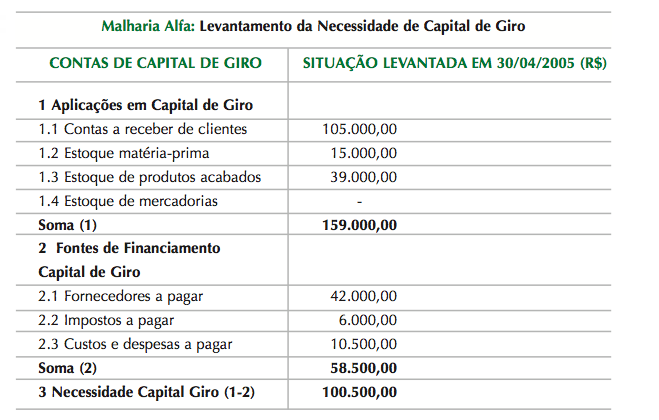 Malharia Alfa: Levantamento da Necessidade de Capital de Giro
CONTAS DE CAPITAL DE GIRO SITUAÇÃO LEVANTADA EM 30/04/2005 (R$)
1 Aplicações em Capital de Giro
1.1 Contas a receber de clientes 105.000,00
1.2 Estoque matéria-prima 15.000,00
1.3 Estoque de produtos acabados 39.000,00
1.4 Estoque de mercadorias -
Soma (1) 159.000,00
2 Fontes de Financiamento
Capital de Giro
2.1 Fornecedores a pagar 42.000,00
2.2 Impostos a pagar 6.000,00
2.3 Custos e despesas a pagar 10.500,00
Soma (2) 58.500,00
3 Necessidade Capital Giro (1-2) 100.500,00